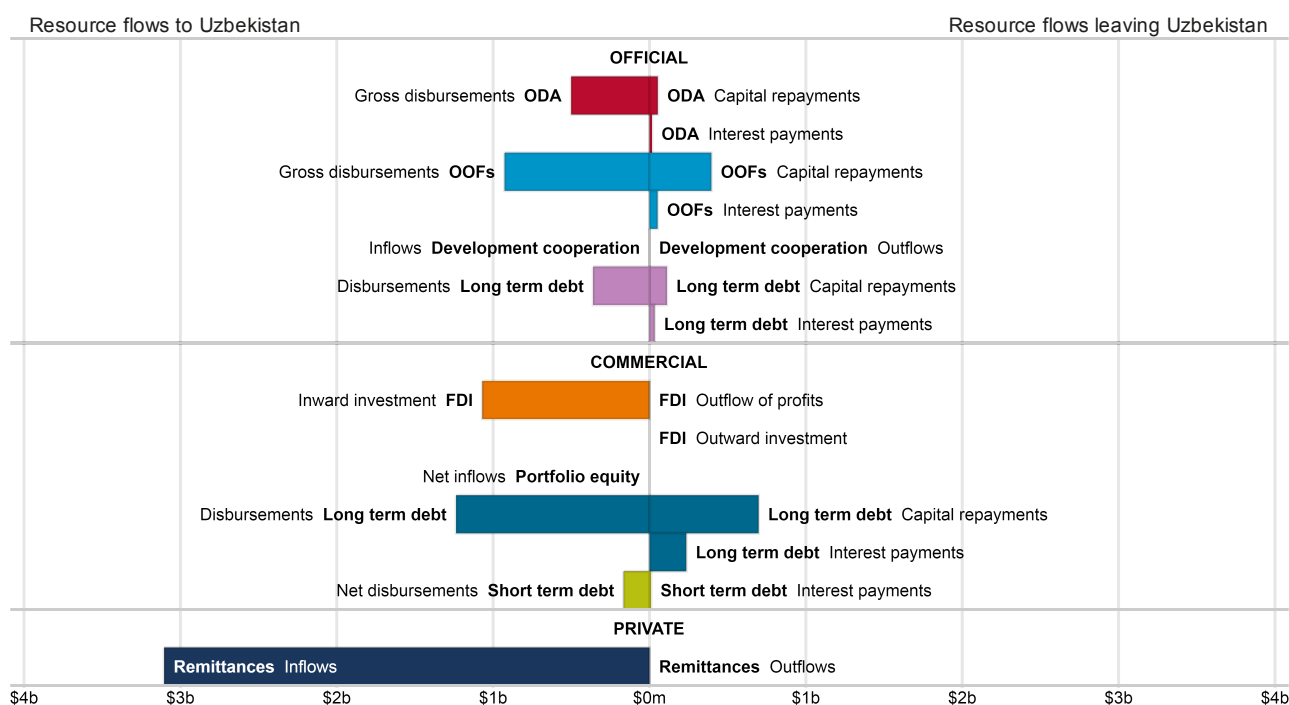 Resource flows to Uzbekistan Resource flows leaving Uzbekistan
OFFICIAL
Gross disbursements ODA ODA Capital repayments
ODA Interest payments
Gross disbursements OOFs OOFs Capital repayments
OOFs Interest payments
Inflows Development cooperation Development cooperation Outflows
Disbursements Long term debt Long term debt Capital repayments
Long term debt Interest payments
COMMERCIAL
Inward investment FDI FDI Outflow of profits
FDI Outward investment
Net inflows Portfolio equity
Disbursements Long term debt Long term debt Capital repayments
Long term debt Interest payments
Net disbursements Short term debt Short term debt Interest payments
PRIVATE
Remittances Inflows Remittances Outflows
$4b $3b $2b $1b $0m $1b $2b $3b $4b